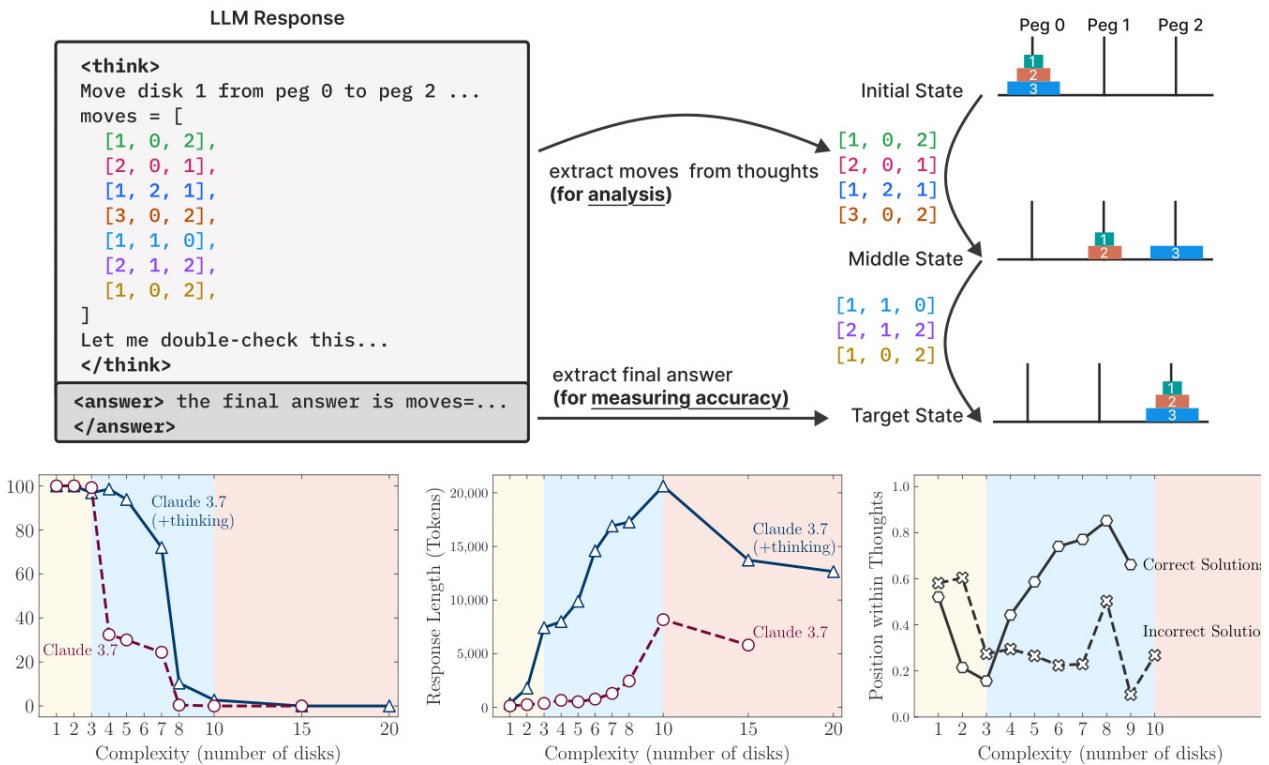 LLM Response
<think>
Move disk 1 from peg 0 to peg 2 ...
moves = [
[1, 0, 2],
[2, 0, 1],
[1, 2, 1],
[3, 0, 2],
[1, 1, 0],
[2, 1, 2],
[1, 0, 2],
]
Let me double-check this...
</think>
<answer> the final answer is moves=...
</answer>
extract moves from thoughts
(for analysis)
extract final answer
(for measuring accuracy)
Peg 0 Peg 1 Peg 2
1
2
3
Initial State
[1, 0, 2]
[2, 0, 1]
[1, 2, 1]
[3, 0, 2]
1
2 3
Middle State
[1, 1, 0]
[2, 1, 2]
[1, 0, 2]
1
2
3
Target State
100
80
60
40
20
0
Claude 3.7
(+thinking)
Claude 3.7
1 2 3 4 5 6 7 8 10 15 20
Complexity (number of disks)
Response Length (Tokens)
20,000
15,000
10,000
5,000
0
Claude 3.7
(+thinking)
Claude 3.7
1 2 3 4 5 6 7 8 10 15 20
Complexity (number of disks)
Position within Thoughts
1.0
0.8
0.6
0.4
0.2
0.0
Correct Solutions
Incorrect Solutio
1 2 3 4 5 6 7 8 9 10
Complexity (number of disks)